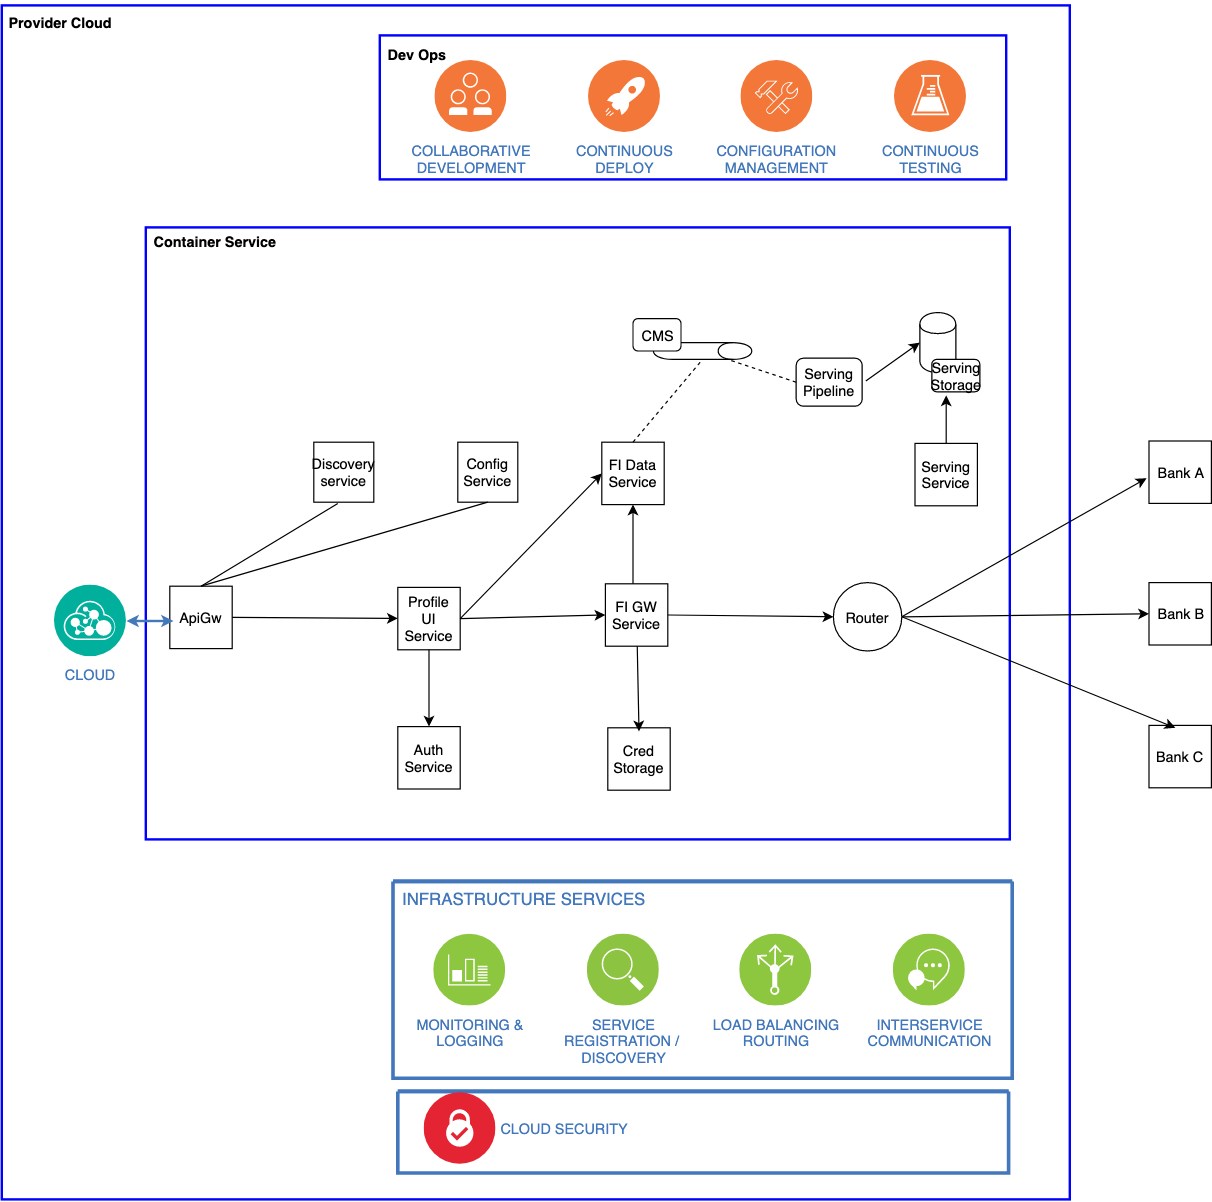 Provider Cloud
Dev Ops
COLLABORATIVE
DEVELOPMENT
CONTINUOUS
DEPLOY
CONFIGURATION
MANAGEMENT
CONTINUOUS
TESTING
Container Service
CMS
Serving
Pipeline
Serving
Storage
Discovery
service
Config
Service
FI Data
Service
Serving
Service
Bank A
ApiGw
Profile
UI
Service
FI GW
Service
Router
Bank B
CLOUD
Auth
Service
Cred
Storage
Bank C
INFRASTRUCTURE SERVICES
MONITORING &
LOGGING
SERVICE
REGISTRATION /
DISCOVERY
LOAD BALANCING
ROUTING
INTERSERVICE
COMMUNICATION
CLOUD SECURITY